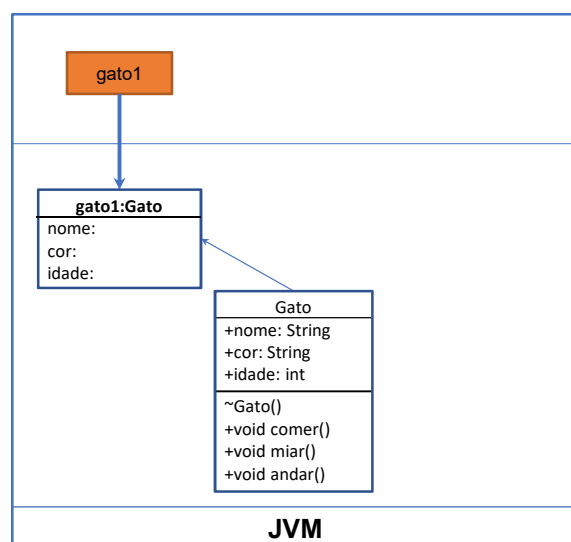 gato1
gato1:Gato
nome:
cor:
idade:
Gato
+nome: String
+cor: String
+idade: int
~Gato()
+void comer()
+void miar()
+void andar()
JVM